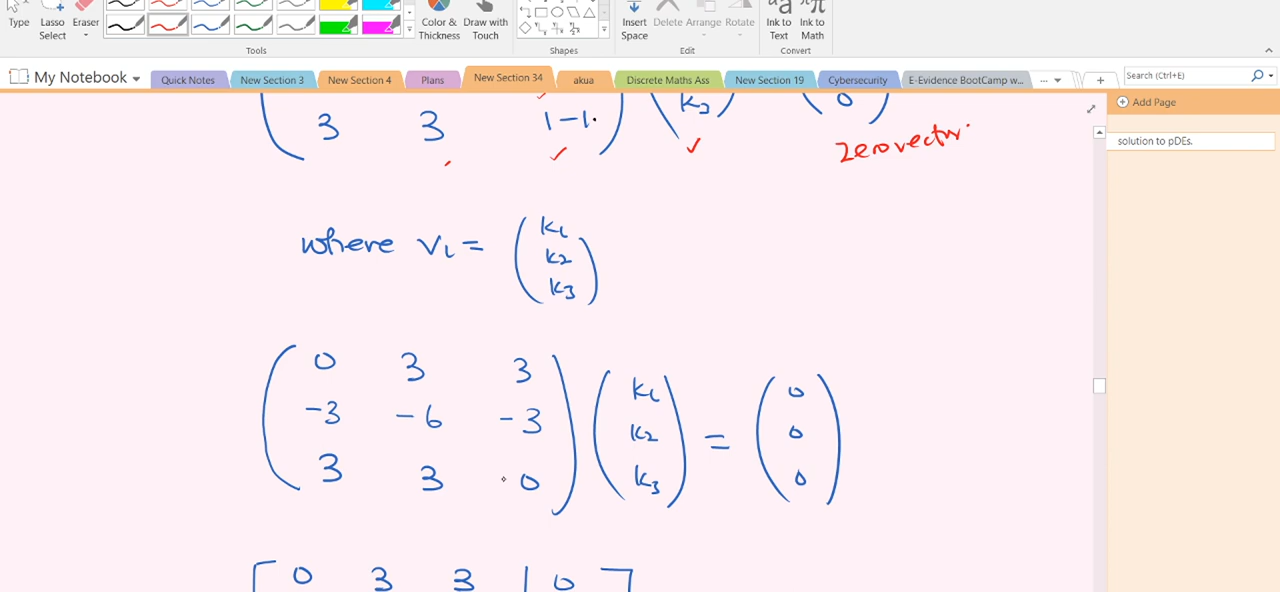 Type
Lasso Select
Eraser
Color & Thickness
Draw with Touch
Insert Space
Delete
Arrange
Rotate
Ink to Text
Ink to Math
Tools
Shapes
Edit
Convert
My Notebook
Quick Notes
New Section 3
New Section 4
Plans
New Section 34
akua
Discrete Maths Ass
New Section 19
Cybersecurity
E-Evidence BootCamp w...
...
+
Search (Ctrl+E)
Add Page
solution to pDEs.
3 3 1-1.
0
zero vector.
where v1 = k1
k2
k3
0 3 3 k1 0
-3 -6 -3 k2 = 0
3 3 0 k3 0
0 3 3 | 0